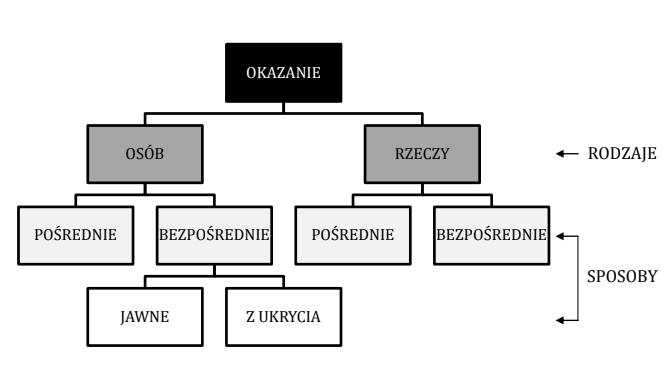 OKAZANIE
OSÓB
RZECZY
RODZAJE
POŚREDNIE
BEZPOŚREDNIE
POŚREDNIE
BEZPOŚREDNIE
SPOSOBY
JAWNE
Z UKRYCIA